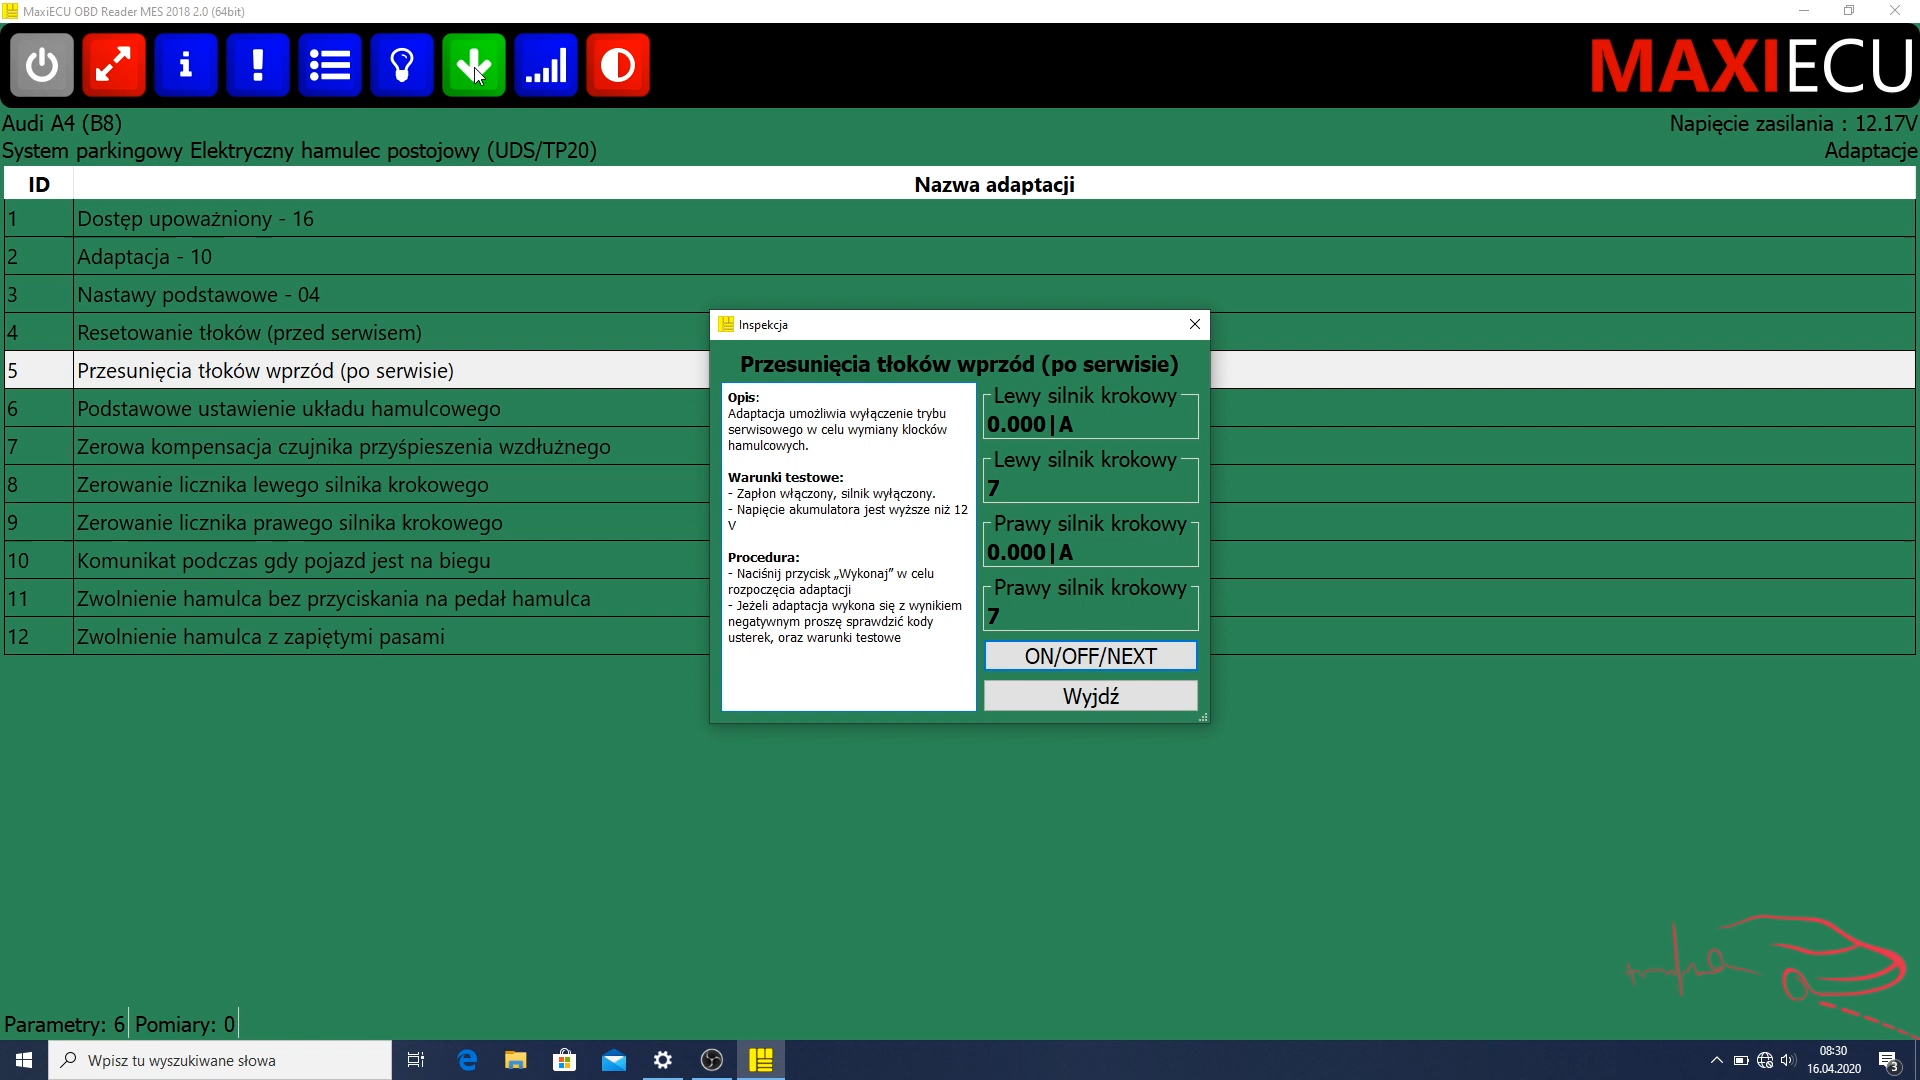 MaxiECU OBD Reader MES 2018 2.0 (64bit)
MAXIECU
Audi A4 (B8)
Napięcie zasilania : 12.17V
System parkingowy Elektryczny hamulec postojowy (UDS/TP20)
Adaptacje
ID Nazwa adaptacji
1 Dostęp upoważniony - 16
2 Adaptacja - 10
3 Nastawy podstawowe - 04
4 Resetowanie tłoków (przed serwisem)
5 Przesunięcia tłoków wprzód (po serwisie)
6 Podstawowe ustawienie układu hamulcowego
7 Zerowa kompensacja czujnika przyśpieszenia wzdłużnego
8 Zerowanie licznika lewego silnika krokowego
9 Zerowanie licznika prawego silnika krokowego
10 Komunikat podczas gdy pojazd jest na biegu
11 Zwolnienie hamulca bez przyciskania na pedał hamulca
12 Zwolnienie hamulca z zapiętymi pasami
Inspekcja
Przesunięcia tłoków wprzód (po serwisie)
Opis:
Adaptacja umożliwia wyłączenie trybu
serwisowego w celu wymiany klocków
hamulcowych.
Warunki testowe:
- Zapłon włączony, silnik wyłączony.
- Napięcie akumulatora jest wyższe niż 12
V
Procedura:
- Naciśnij przycisk „Wykonaj” w celu
rozpoczęcia adaptacji
- Jeżeli adaptacja wykona się z wynikiem
negatywnym proszę sprawdzić kody
usterek, oraz warunki testowe
Lewy silnik krokowy
0.000|A
Lewy silnik krokowy
7
Prawy silnik krokowy
0.000|A
Prawy silnik krokowy
7
ON/OFF/NEXT
Wyjdź
Parametry: 6 Pomiary: 0
Wpisz tu wyszukiwane słowa
08:30
16.04.2020
3